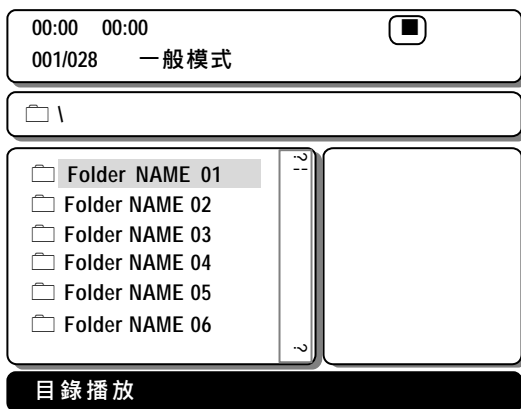 00:00 00:00
001/028 一般模式
\
Folder NAME 01
Folder NAME 02
Folder NAME 03
Folder NAME 04
Folder NAME 05
Folder NAME 06
?
?
目錄播放